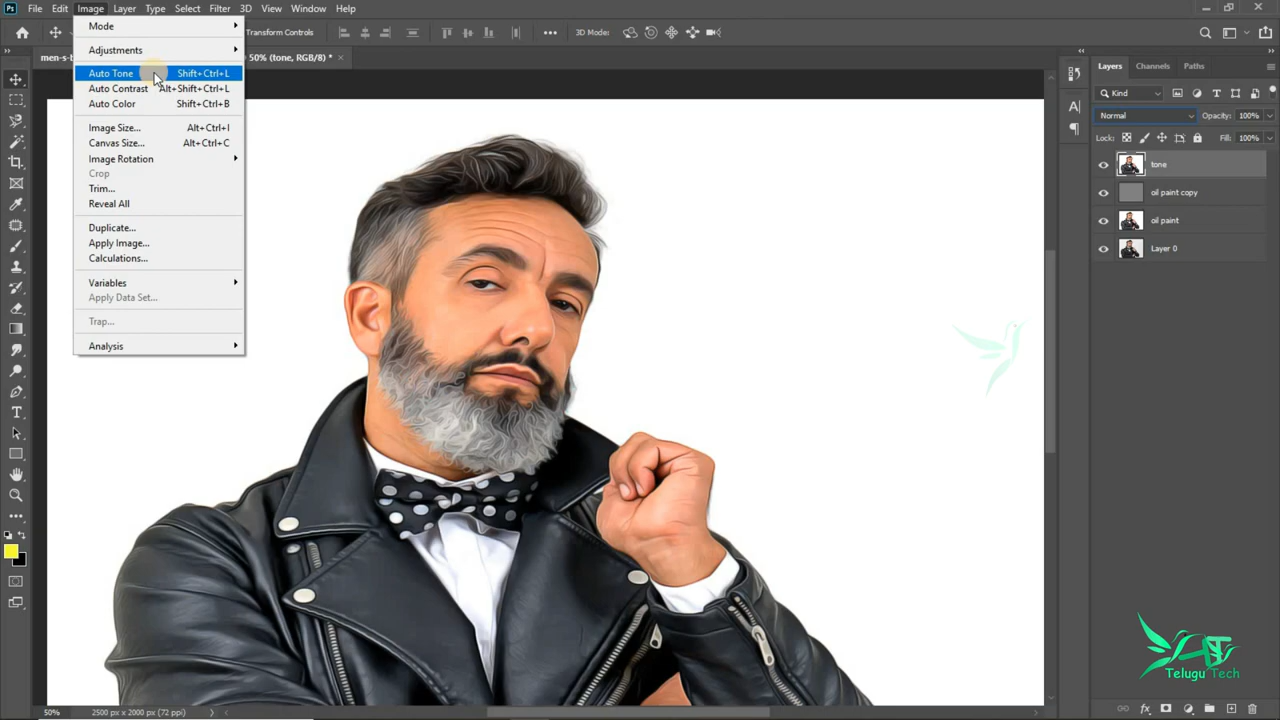 Ps File Edit Image Layer Type Select Filter 3D View Window Help
Transform Controls
3D Mode:
50% (tone, RGB/8) *
Mode
Adjustments
Auto Tone Shift+Ctrl+L
Auto Contrast Alt+Shift+Ctrl+L
Auto Color Shift+Ctrl+B
Image Size... Alt+Ctrl+I
Canvas Size... Alt+Ctrl+C
Image Rotation
Crop
Trim...
Reveal All
Duplicate...
Apply Image...
Calculations...
Variables
Apply Data Set...
Trap...
Analysis
Layers Channels Paths
Kind
Normal Opacity: 100%
Lock: Fill: 100%
tone
oil paint copy
oil paint
Layer 0
Telugu Tech
50% 2500 px x 2000 px (72 ppi)